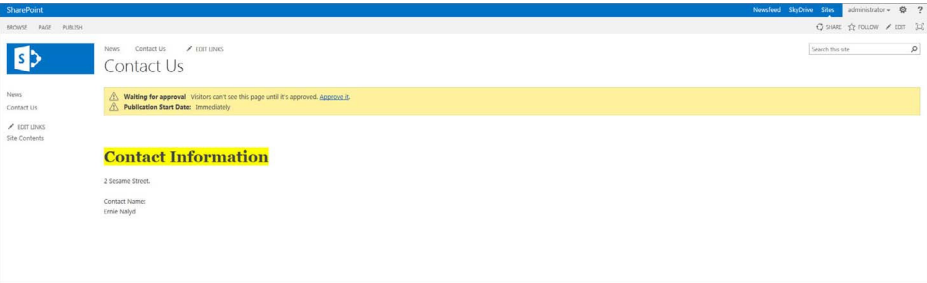 SharePoint
Newsfeed SkyDrive Sites administrator ?
BROWSE PAGE PUBLISH
SHARE FOLLOW EDIT
S
News Contact Us EDIT LINKS
Search this site
Contact Us
News
Contact Us
EDIT LINKS
Site Contents
Waiting for approval Visitors can't see this page until it's approved. Approve it.
Publication Start Date: Immediately
Contact Information
2 Sesame Street.
Contact Name:
Ernie Nalyd